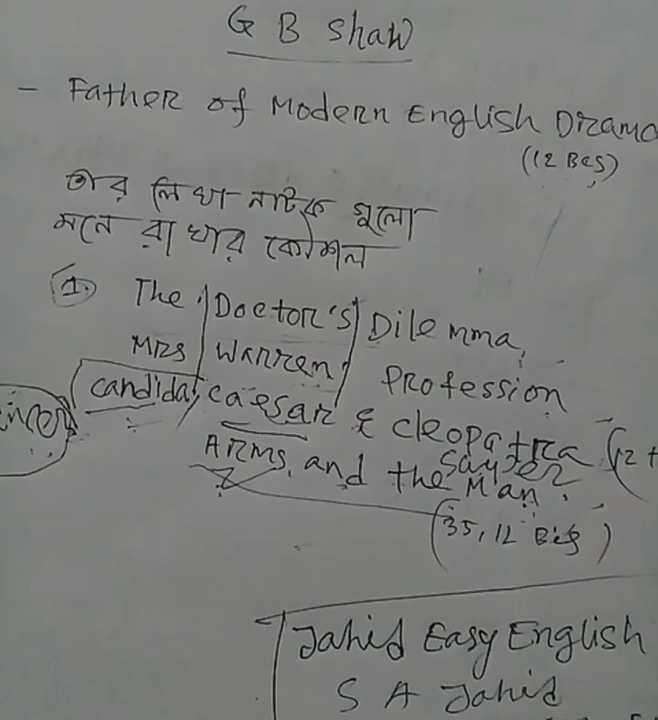 G B Shaw
- Father of Modern English Drama
(12 Bcs)
তার লিখা নাটক গুলো
মনে রাখার কৌশল
1. The Doctor's Dilemma,
Mrs Warren, Profession
candida, caesar & cleopatra (12 +
Arms, and the Man.
(35, 12 Bcs)
Jahid Easy English
S A Jahid